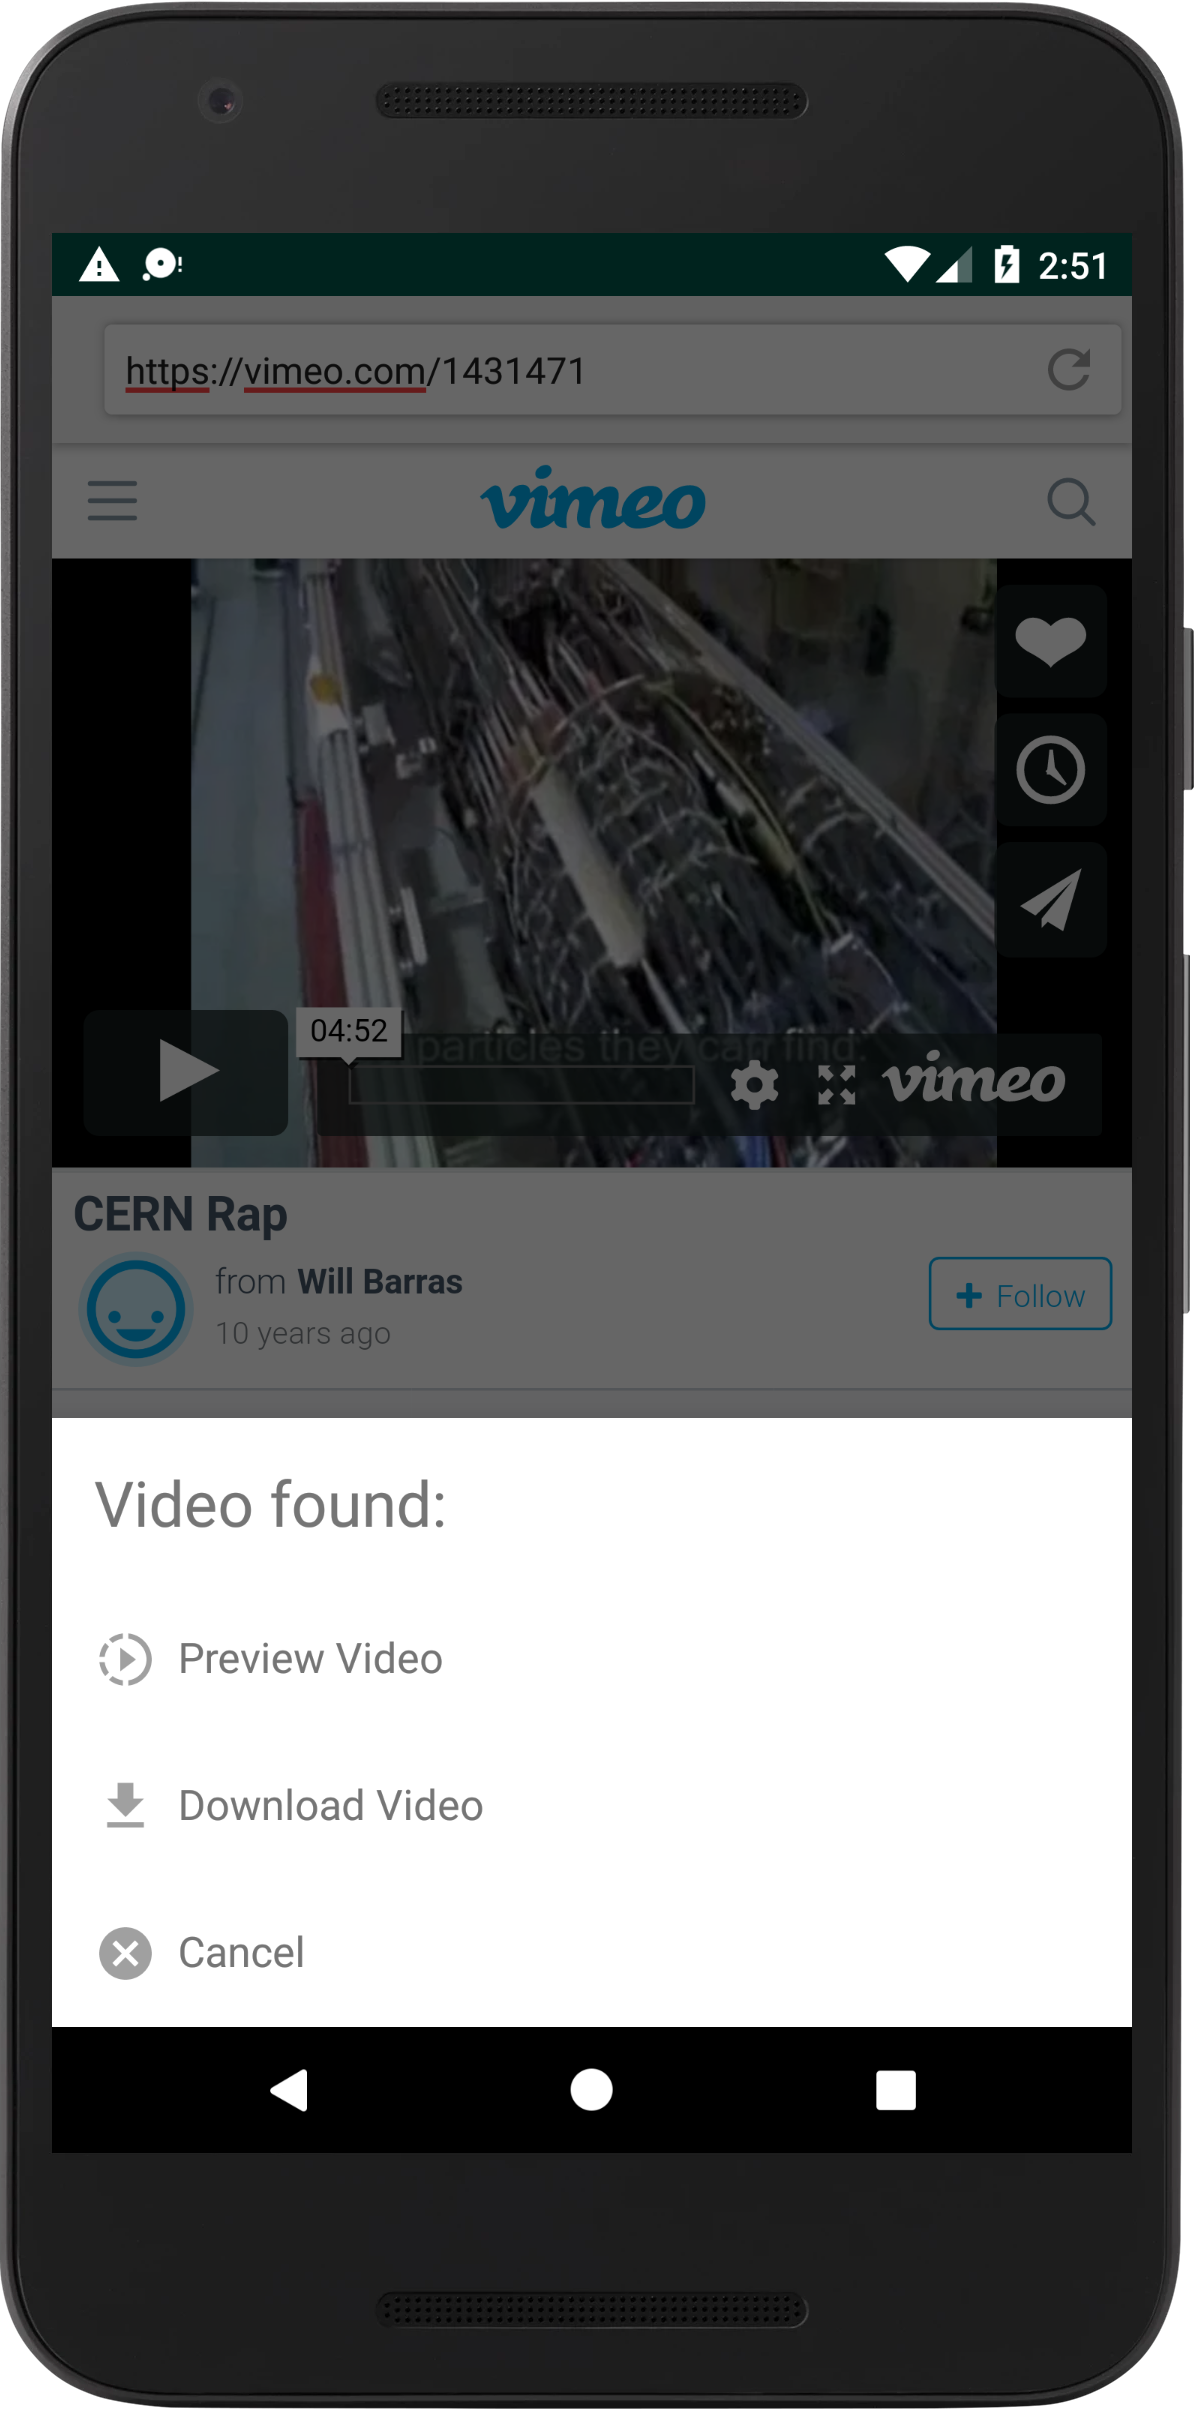 2:51
https://vimeo.com/1431471
vimeo
particles they can find.
04:52
vimeo
CERN Rap
from Will Barras
10 years ago
+ Follow
Video found:
Preview Video
Download Video
Cancel